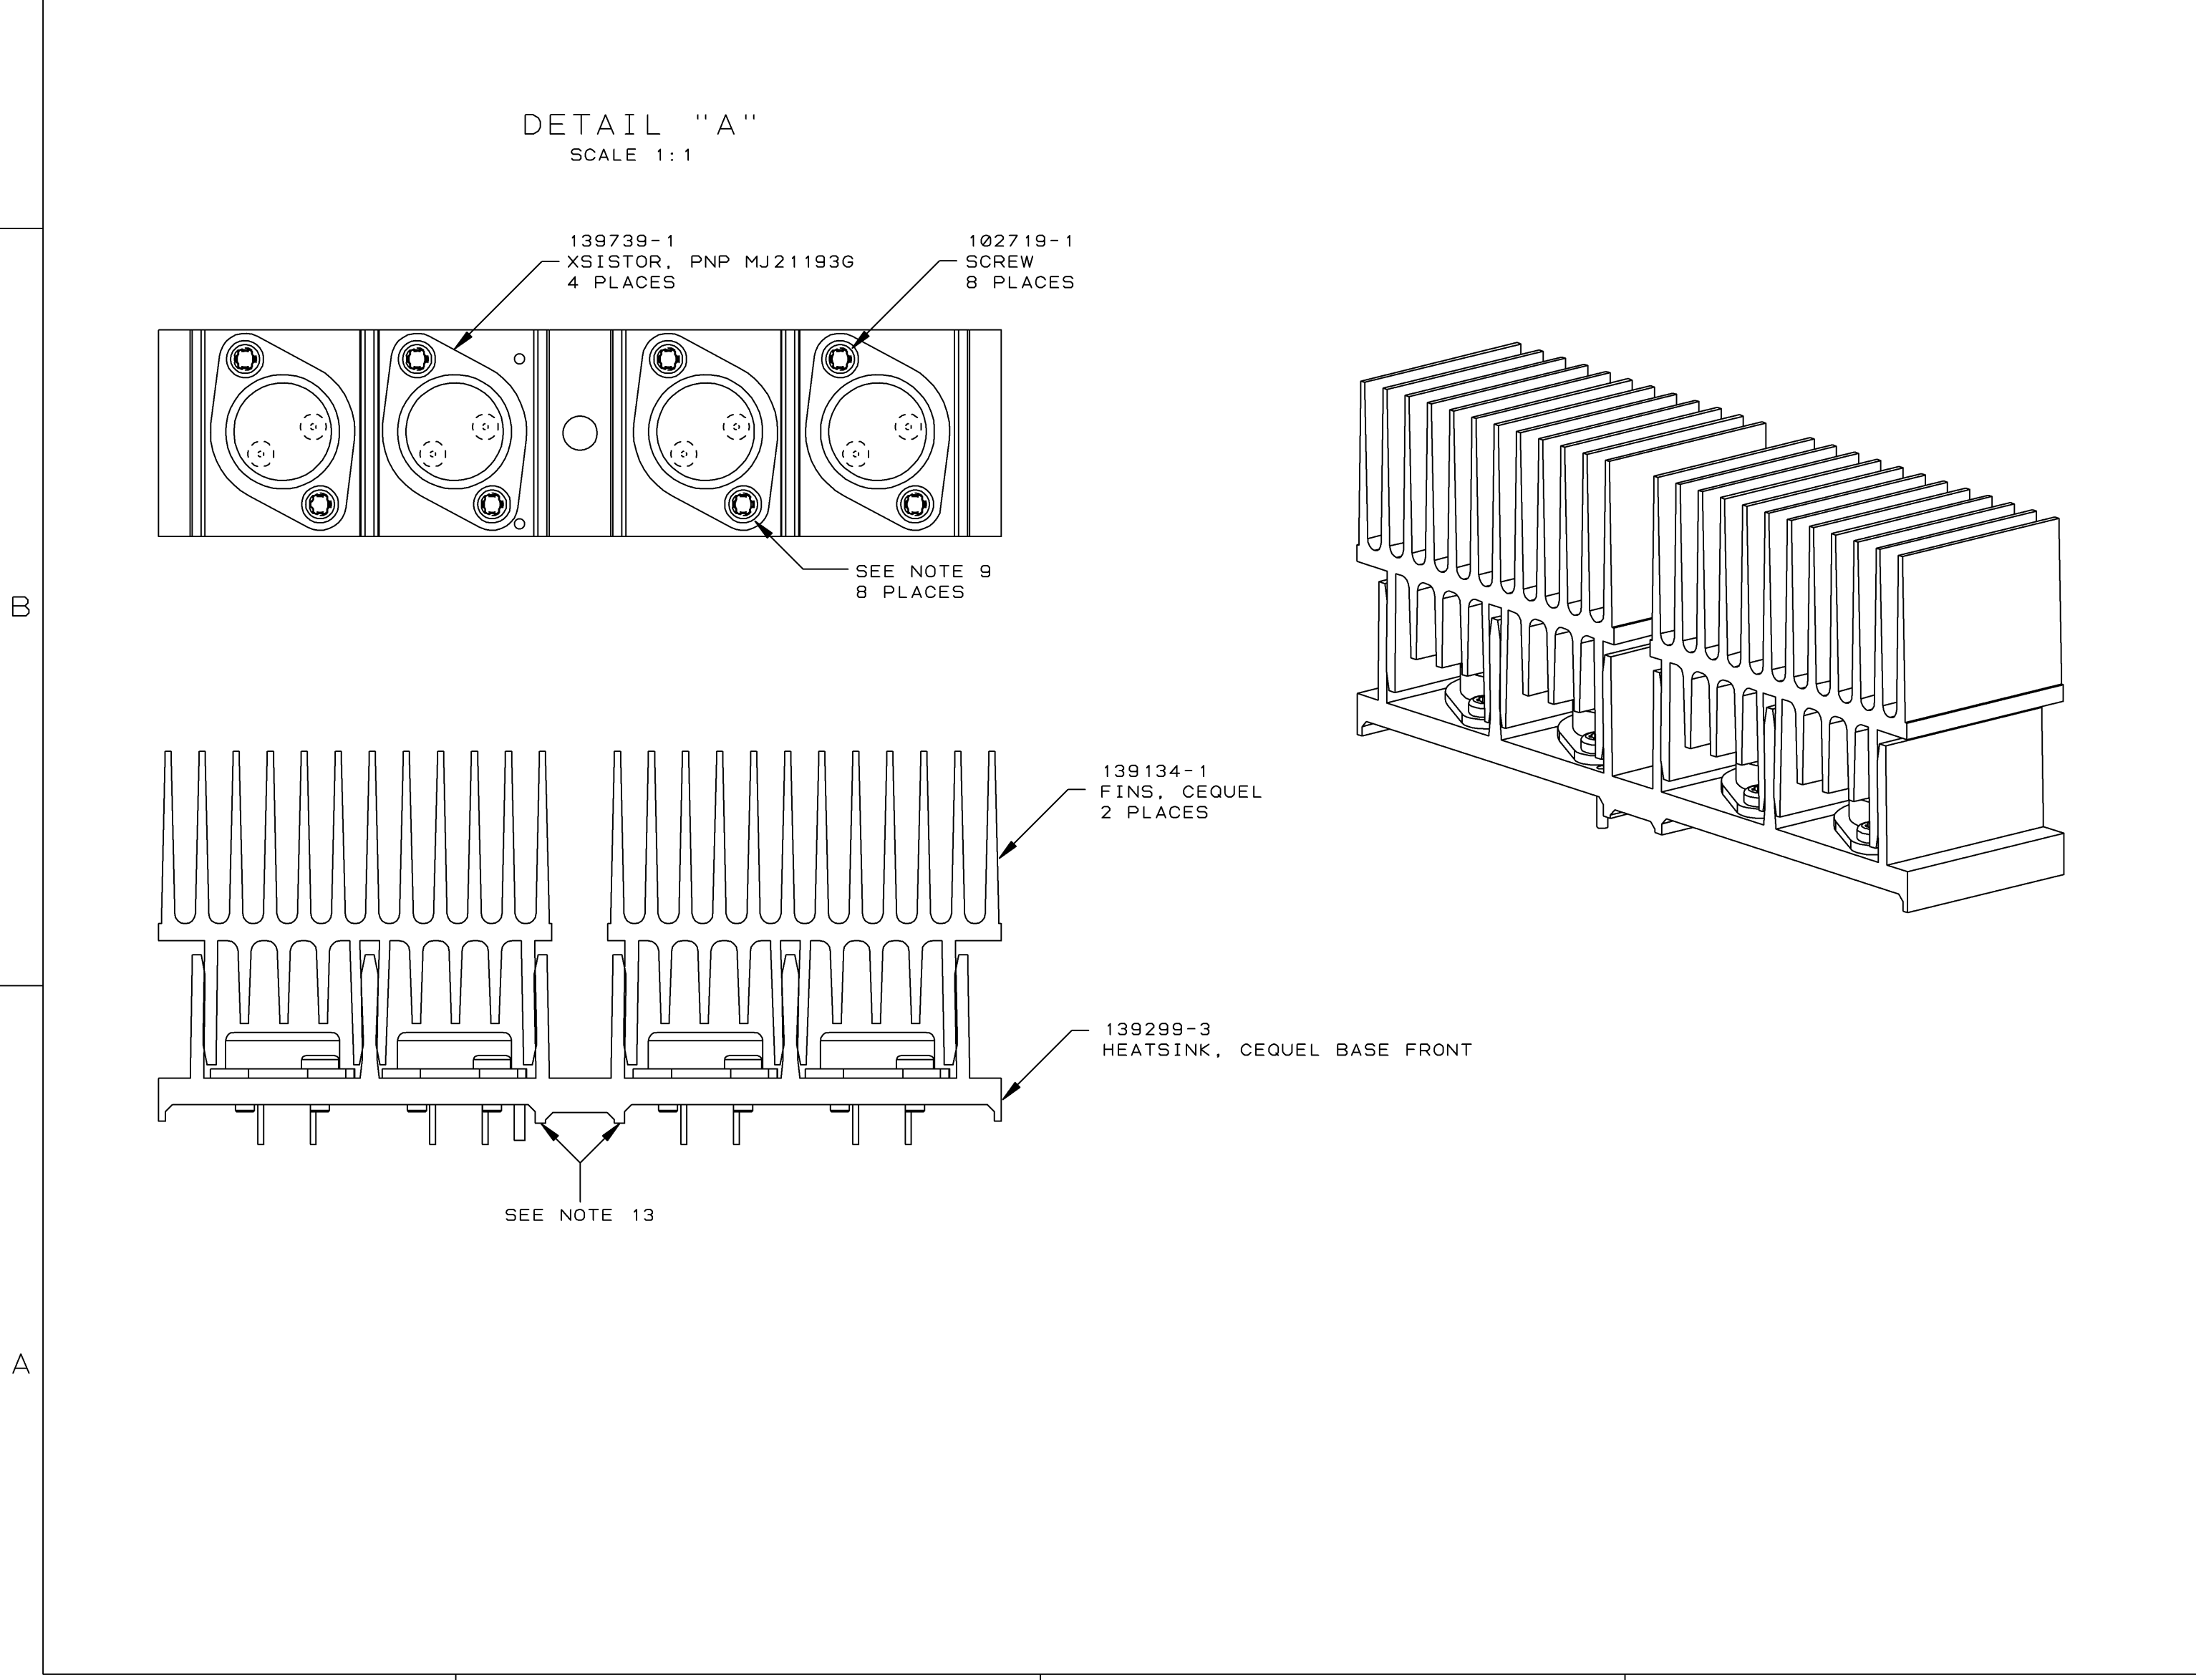 DETAIL "A"
SCALE 1:1
139739-1
XSISTOR, PNP MJ21193G
4 PLACES
102719-1
SCREW
8 PLACES
SEE NOTE 9
8 PLACES
B
139134-1
FINS, CEQUEL
2 PLACES
139299-3
HEATSINK, CEQUEL BASE FRONT
SEE NOTE 13
A